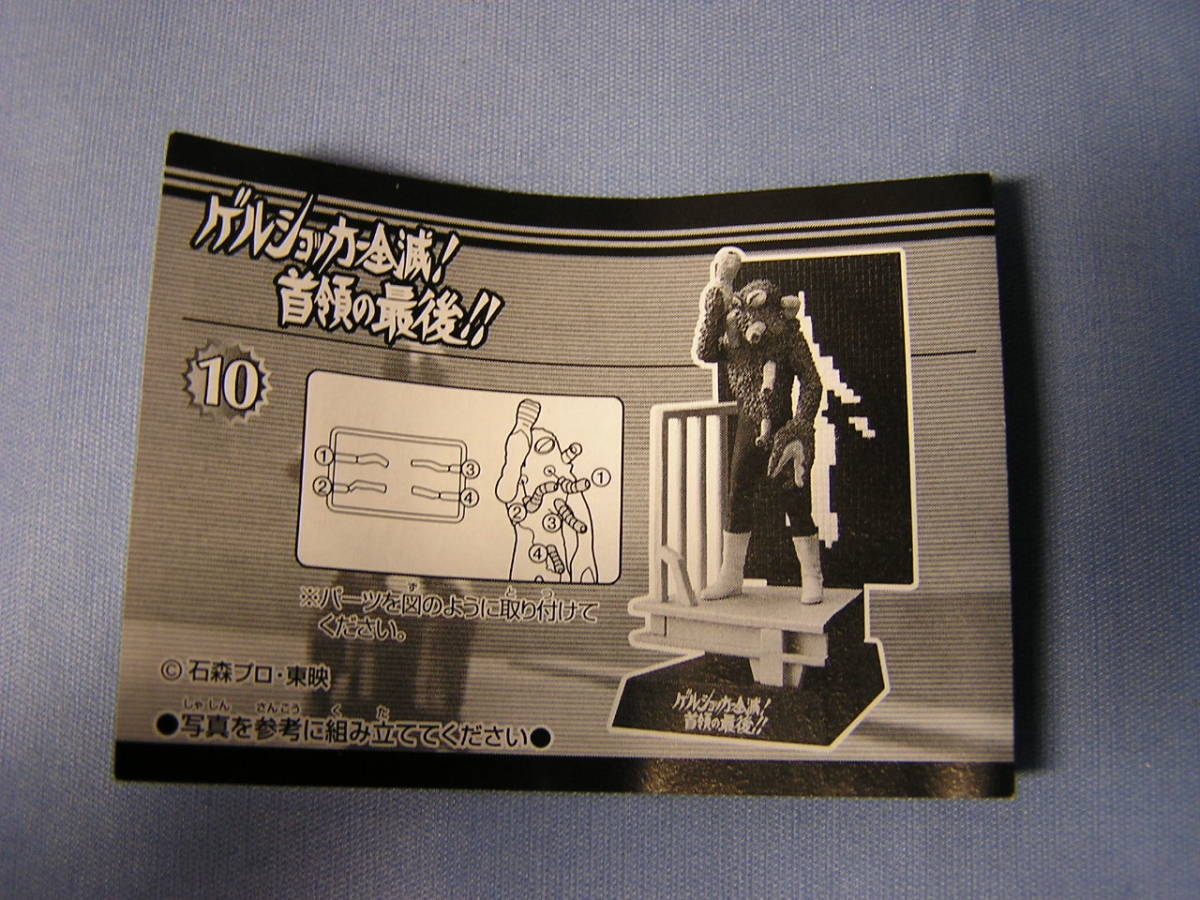 ゲルショッカー全滅!
首領の最後!!
10
①
②
③
④
①
②
③
④
※パーツを図のように取り付けて
ください。
© 石森プロ・東映
●写真を参考に組み立ててください●
ゲルショッカー全滅!
首領の最後!!